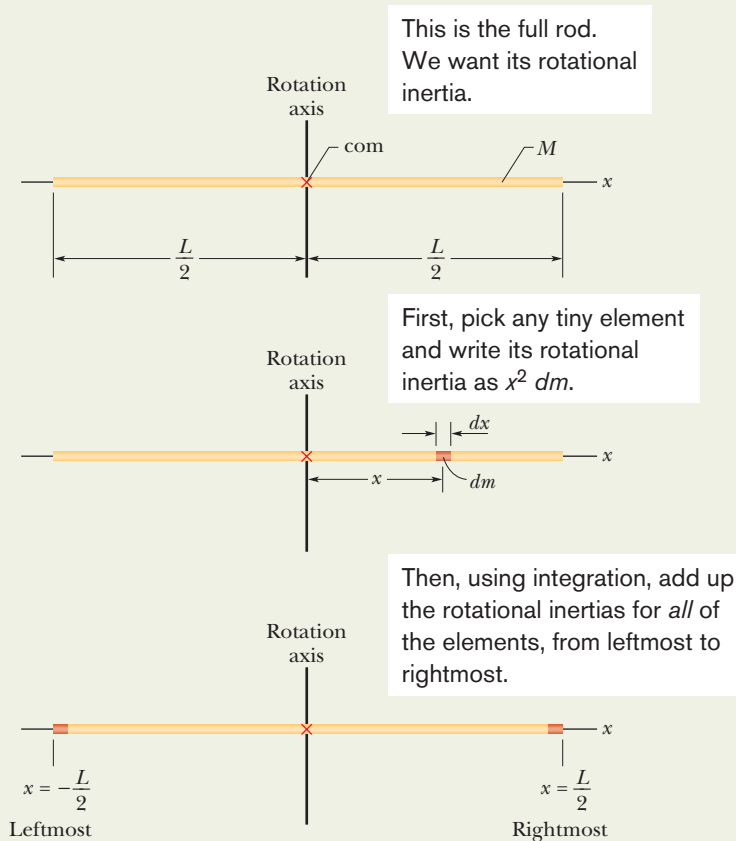 This is the full rod.
We want its rotational
inertia.
Rotation
axis
com
M
x
L/2
L/2
First, pick any tiny element
and write its rotational
inertia as x² dm.
Rotation
axis
dx
x
x
dm
Then, using integration, add up
the rotational inertias for all of
the elements, from leftmost to
rightmost.
Rotation
axis
x
x = −L/2
x = L/2
Leftmost
Rightmost